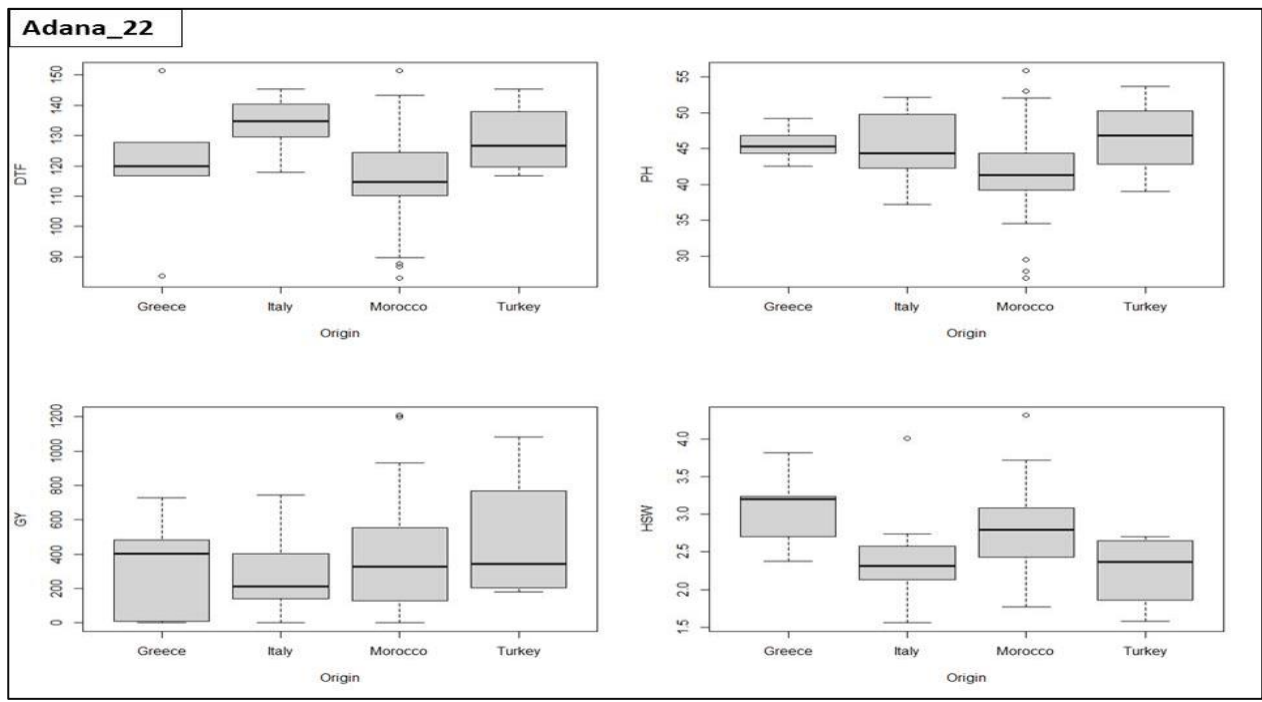 Adana_22
DTF
150
140
130
120
110
100
90
Greece Italy Morocco Turkey
Origin
PH
55
50
45
40
35
30
Greece Italy Morocco Turkey
Origin
GY
1200
1000
800
600
400
200
0
Greece Italy Morocco Turkey
Origin
HSW
4.0
3.5
3.0
2.5
2.0
1.5
Greece Italy Morocco Turkey
Origin